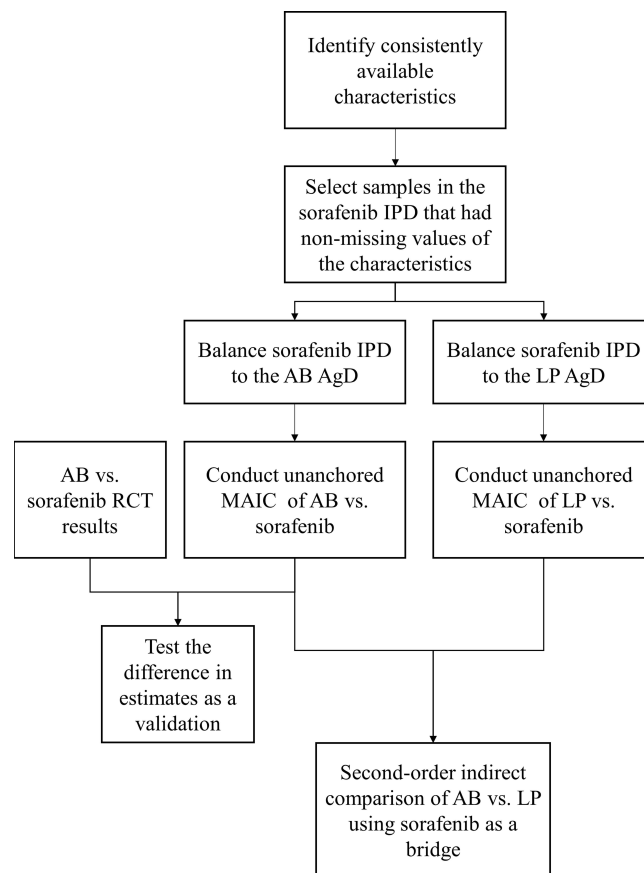 Identify consistently
available
characteristics
Select samples in the
sorafenib IPD that had
non-missing values of
the characteristics
Balance sorafenib IPD
to the AB AgD
Balance sorafenib IPD
to the LP AgD
AB vs.
sorafenib RCT
results
Conduct unanchored
MAIC of AB vs.
sorafenib
Conduct unanchored
MAIC of LP vs.
sorafenib
Test the
difference in
estimates as a
validation
Second-order indirect
comparison of AB vs. LP
using sorafenib as a
bridge